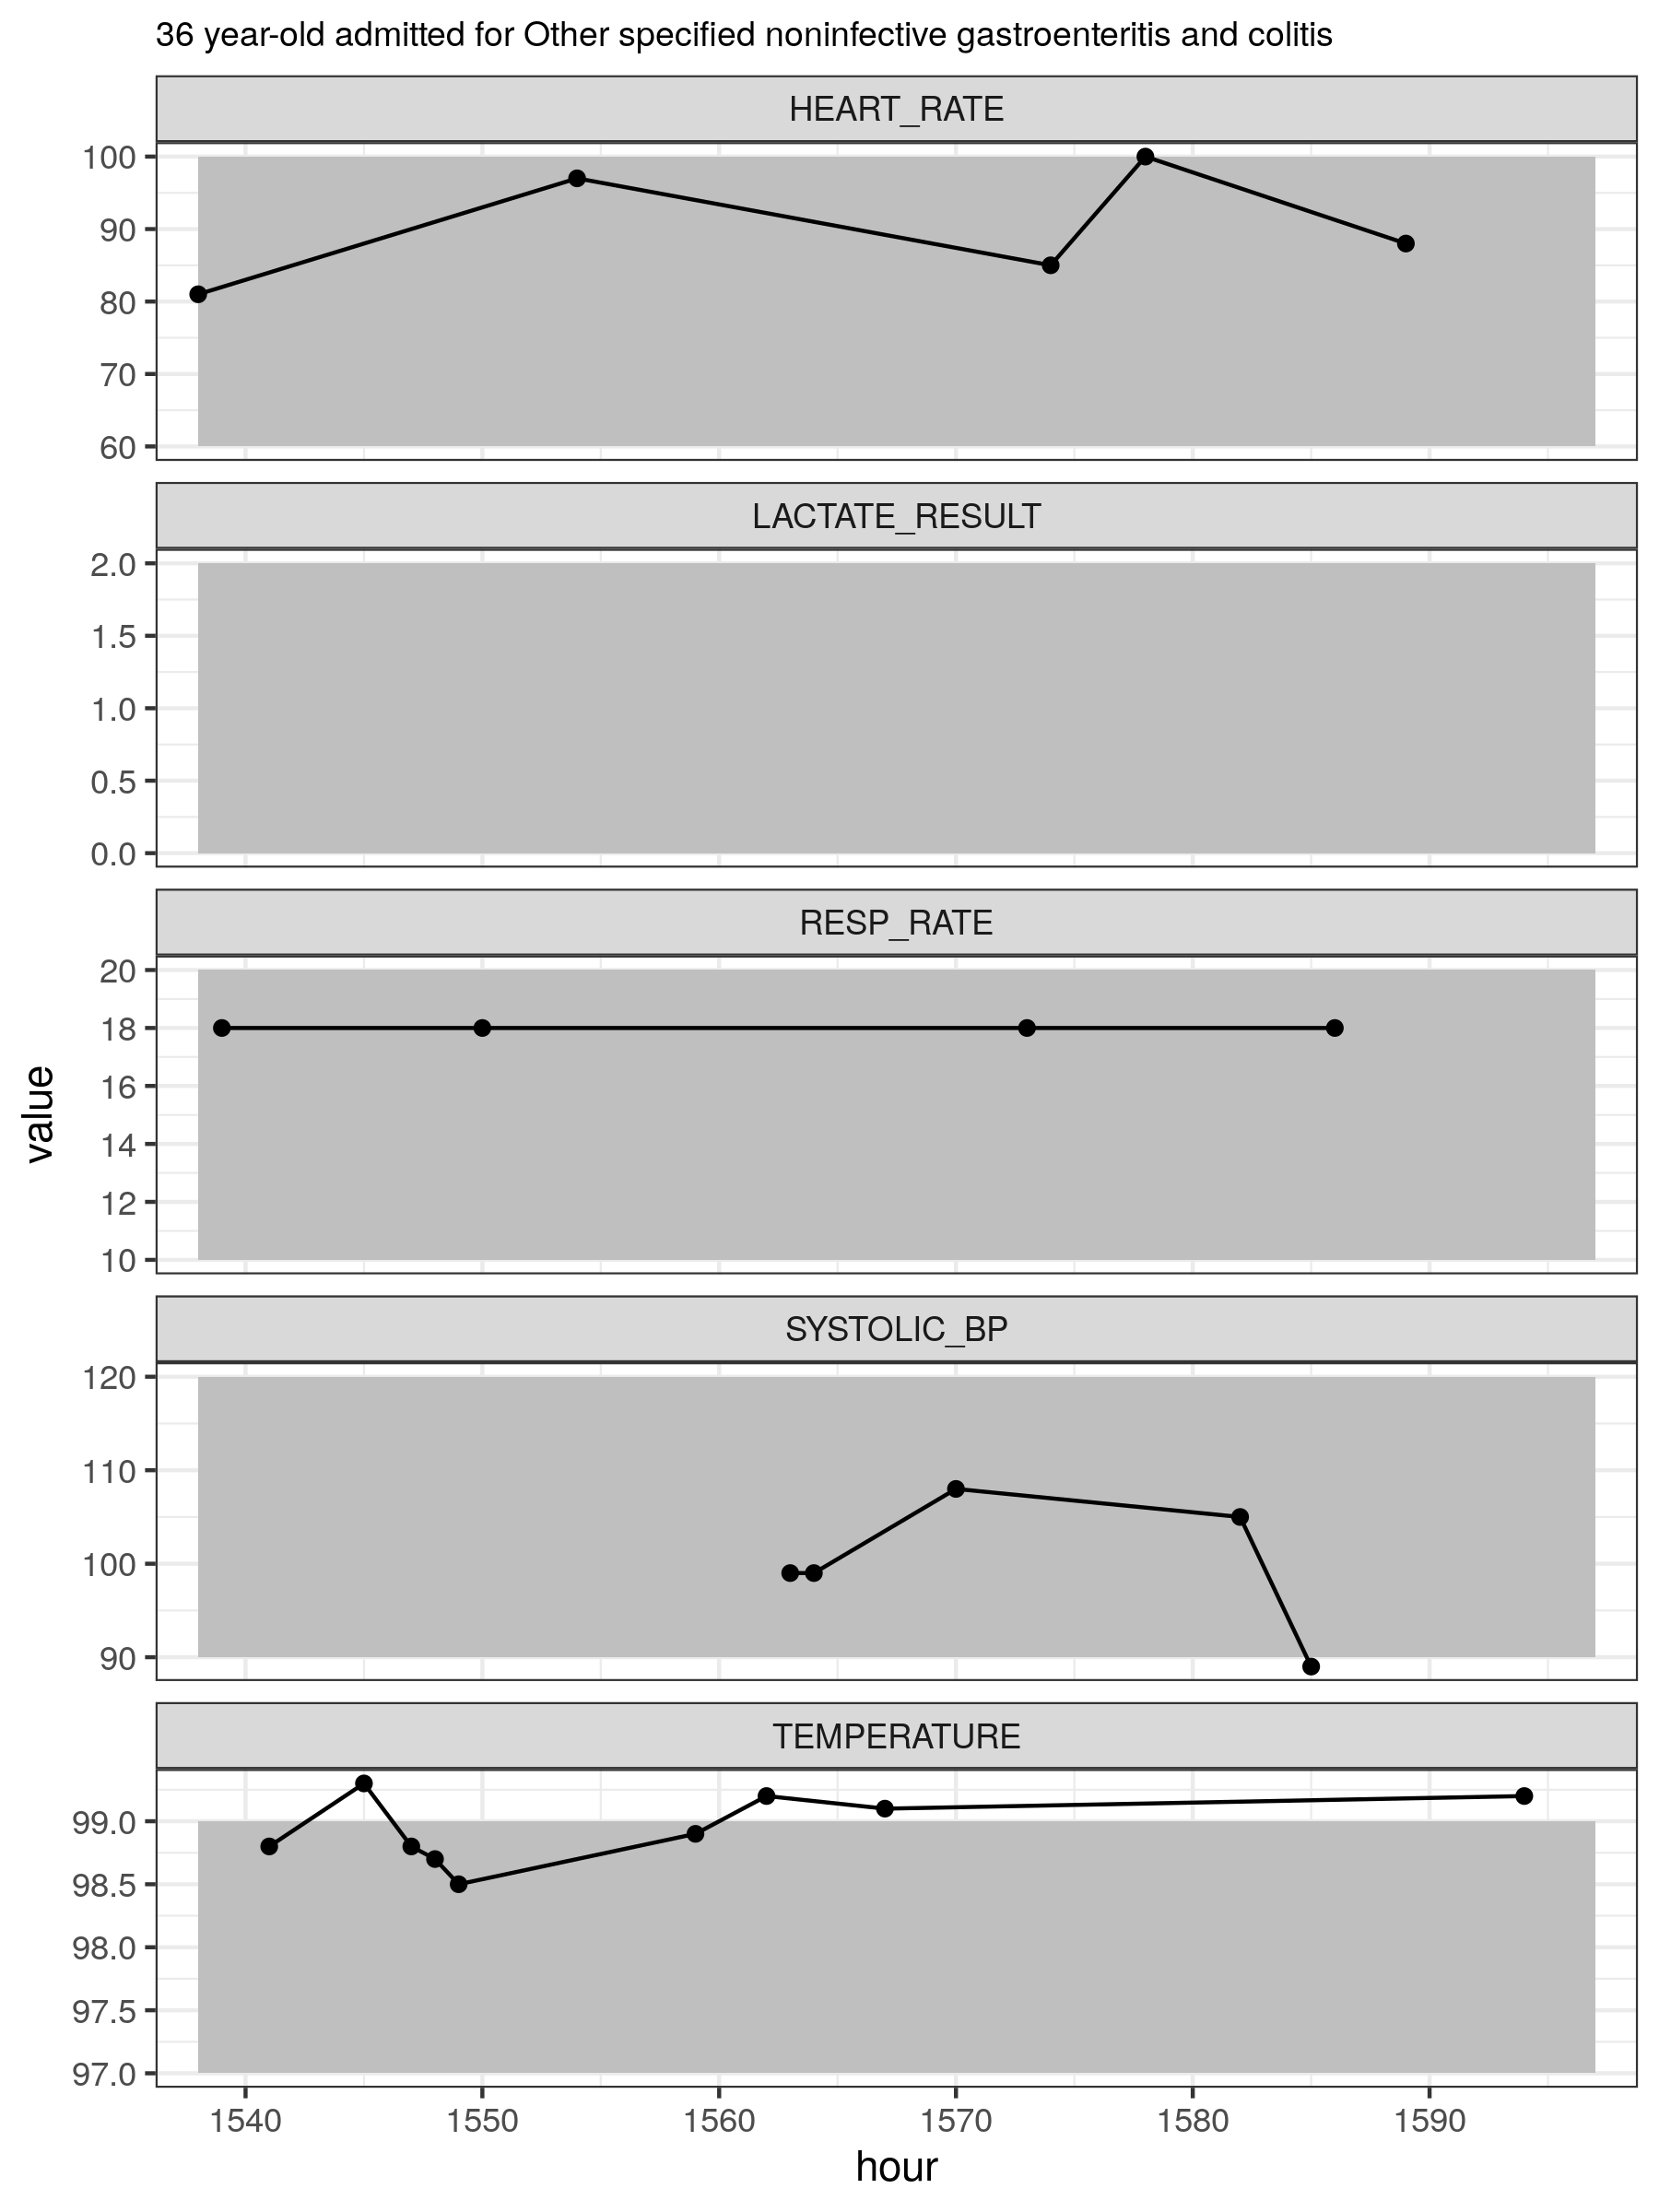 36 year-old admitted for Other specified noninfective gastroenteritis and colitis
HEART_RATE
100
90
80
70
60
LACTATE_RESULT
2.0
1.5
1.0
0.5
0.0
RESP_RATE
20
18
16
14
12
10
value
SYSTOLIC_BP
120
110
100
90
TEMPERATURE
99.0
98.5
98.0
97.5
97.0
1540 1550 1560 1570 1580 1590
hour